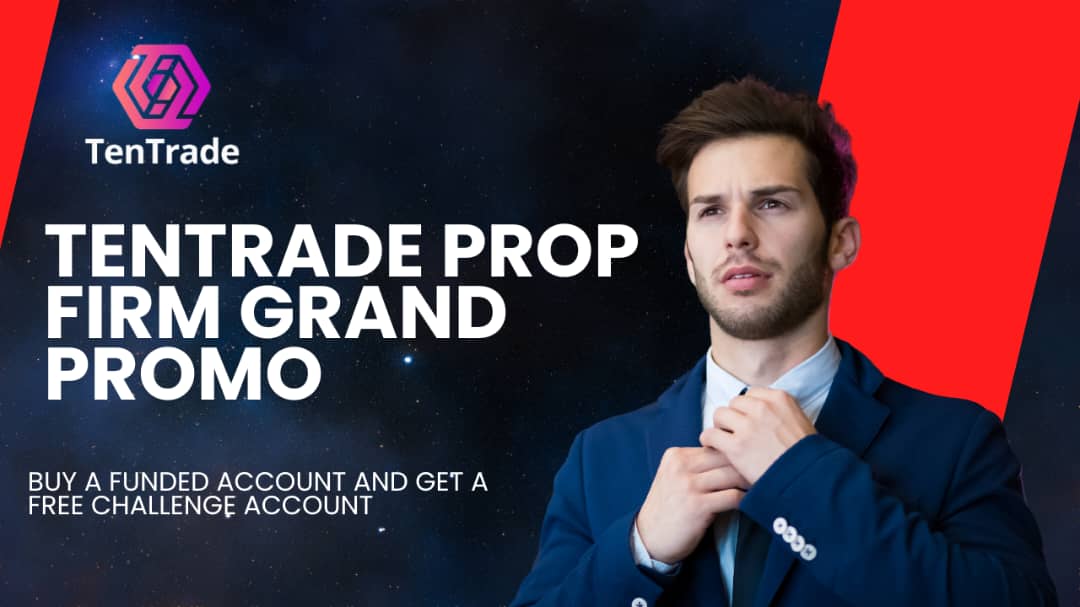 TenTrade
TENTRADE PROP
FIRM GRAND
PROMO
BUY A FUNDED ACCOUNT AND GET A
FREE CHALLENGE ACCOUNT